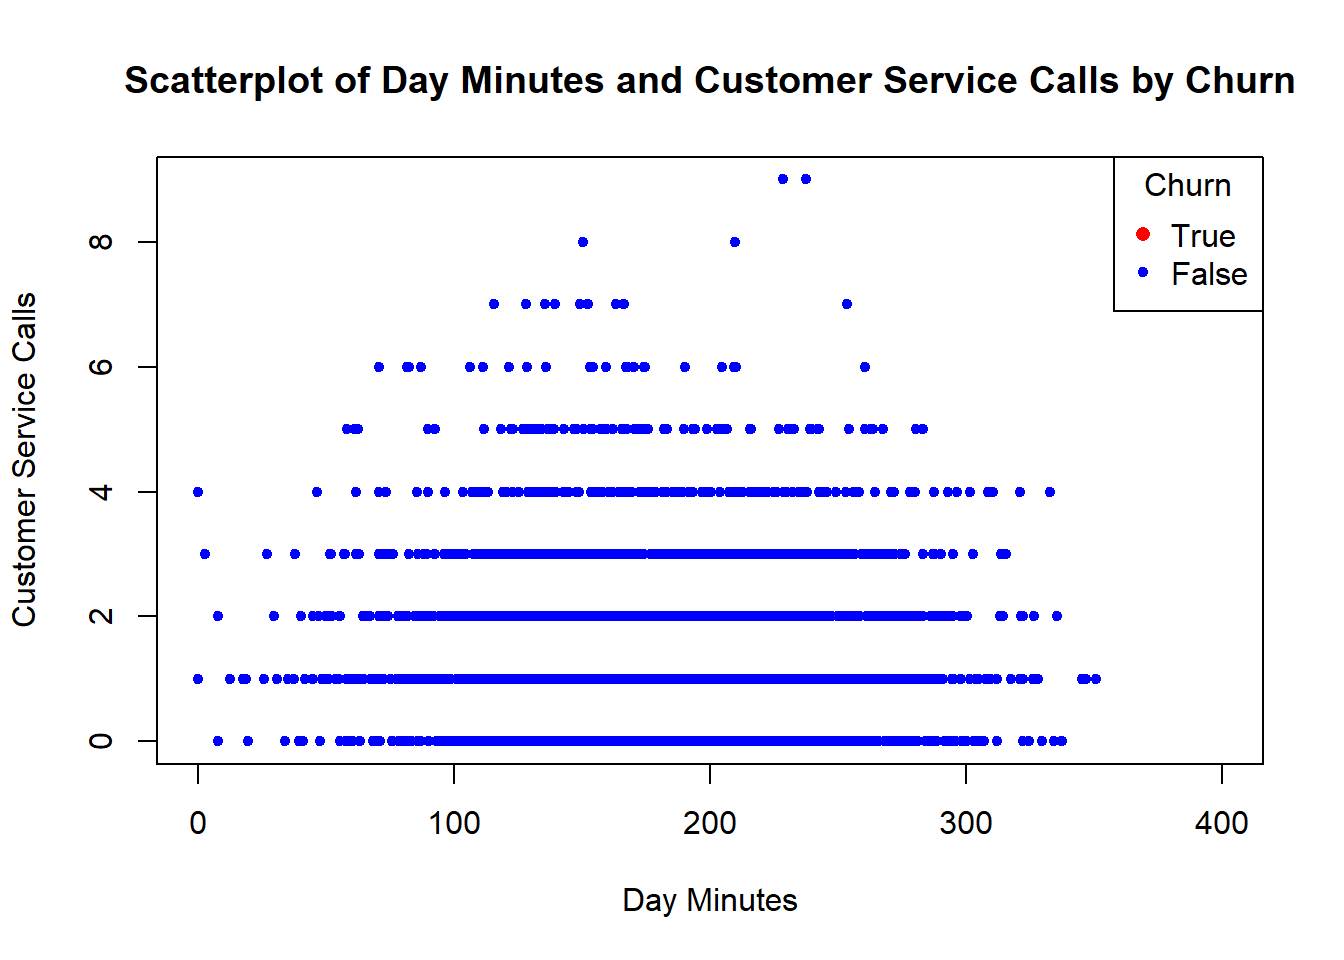 Scatterplot of Day Minutes and Customer Service Calls by Churn
Churn
True
False
Customer Service Calls
8
6
4
2
0
0 100 200 300 400
Day Minutes